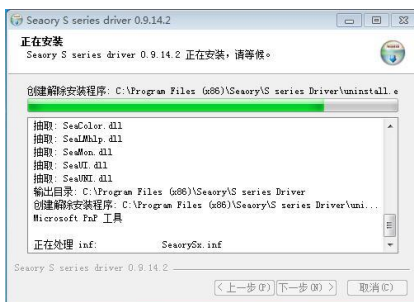 Seaory S series driver 0.9.14.2
正在安装
Seaory S series driver 0.9.14.2 正在安装，请等候。
创建解除安装程序: C:\Program Files (x86)\Seaory\S series Driver\uninstall.e
抽取: SeaColor.dll
抽取: SeaLMhlp.dll
抽取: SeaMon.dll
抽取: SeaUI.dll
抽取: SeaUNI.dll
输出目录: C:\Program Files (x86)\Seaory\S series Driver
创建解除安装程序: C:\Program Files (x86)\Seaory\S series Driver\uni...
Microsoft PnP 工具
正在处理 inf: SeaorySx.inf
Seaory S series driver 0.9.14.2
< 上一步(P) 下一步(N) > 取消(C)